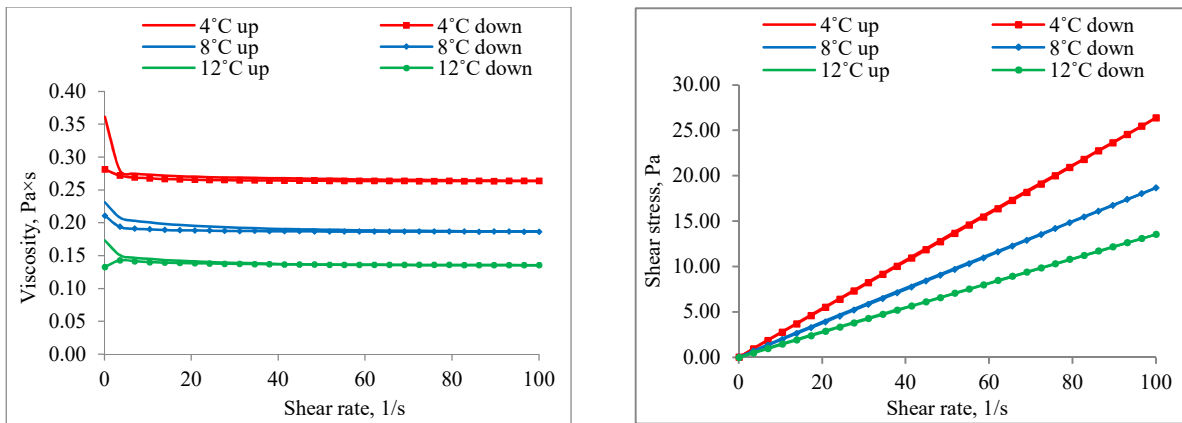 4˚C up 4˚C down
8˚C up 8˚C down
12˚C up 12˚C down
0.40
0.35
0.30
0.25
0.20
0.15
0.10
0.05
0.00
Viscosity, Pa×s
0 20 40 60 80 100
Shear rate, 1/s
4˚C up 4˚C down
8˚C up 8˚C down
12˚C up 12˚C down
30.00
25.00
20.00
15.00
10.00
5.00
0.00
Shear stress, Pa
0 20 40 60 80 100
Shear rate, 1/s